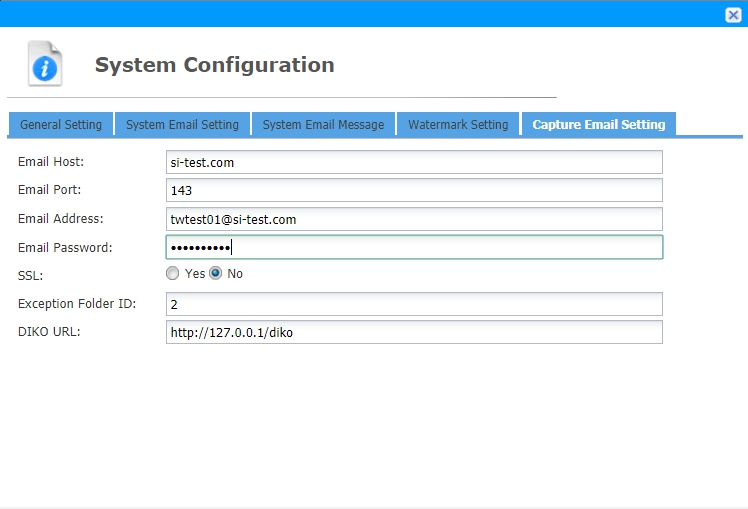 System Configuration
General Setting System Email Setting System Email Message Watermark Setting Capture Email Setting
Email Host: si-test.com
Email Port: 143
Email Address: twtest01@si-test.com
Email Password: ••••••••••
SSL: Yes No
Exception Folder ID: 2
DIKO URL: http://127.0.0.1/diko